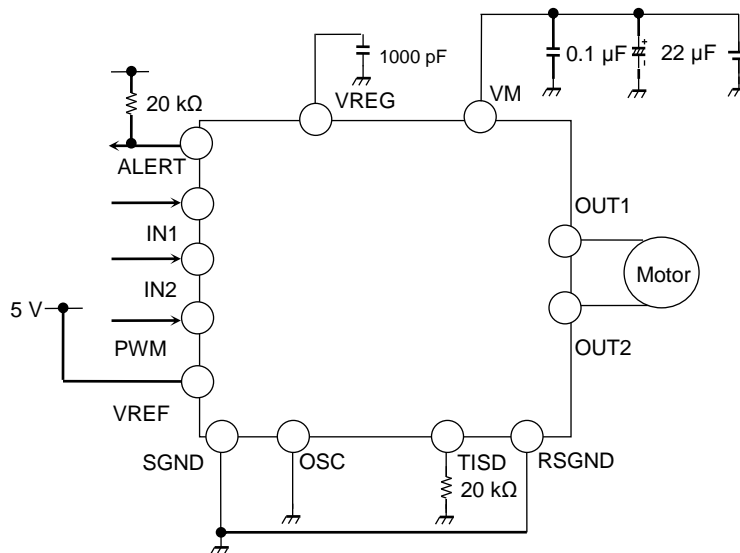 1000 pF
0.1 µF
22 µF
20 kΩ
VREG
VM
ALERT
IN1
OUT1
IN2
Motor
5 V
PWM
OUT2
VREF
SGND
OSC
TISD
RSGND
20 kΩ